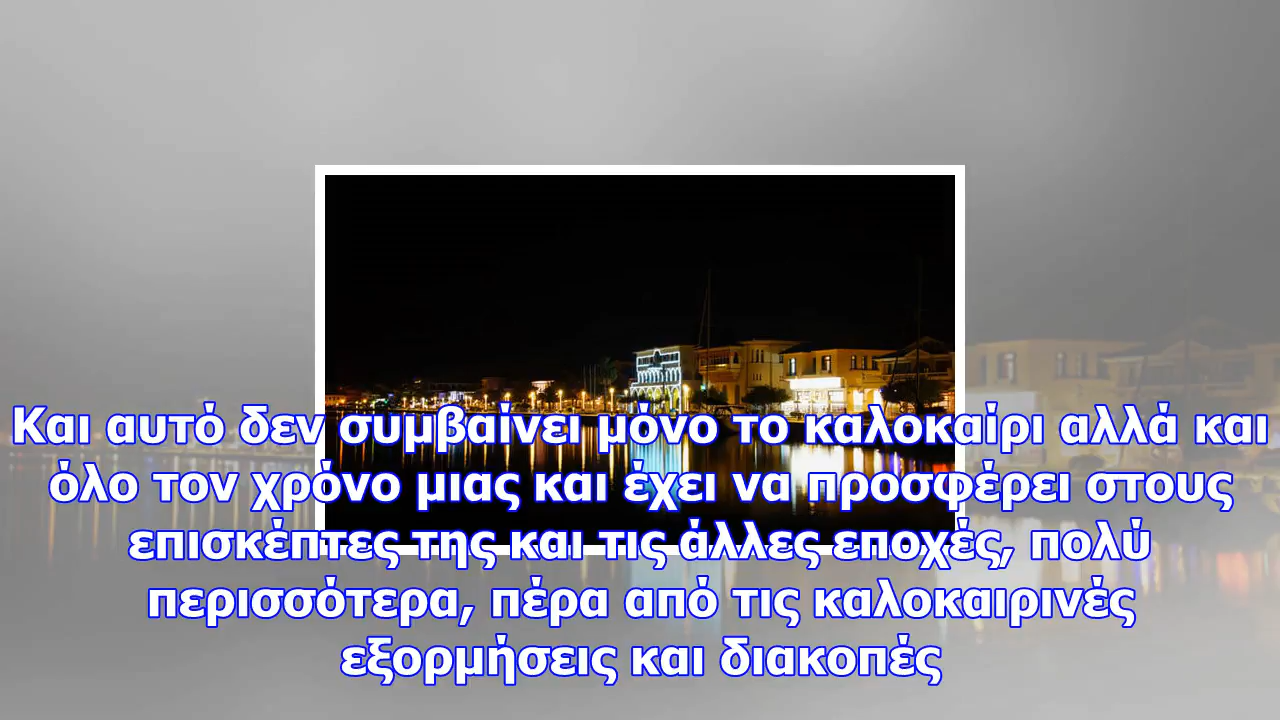 Και αυτό δεν συμβαίνει μόνο το καλοκαίρι αλλά και
όλο τον χρόνο μιας και έχει να προσφέρει στους
επισκέπτες της και τις άλλες εποχές, πολύ
περισσότερα, πέρα από τις καλοκαιρινές
εξορμήσεις και διακοπές